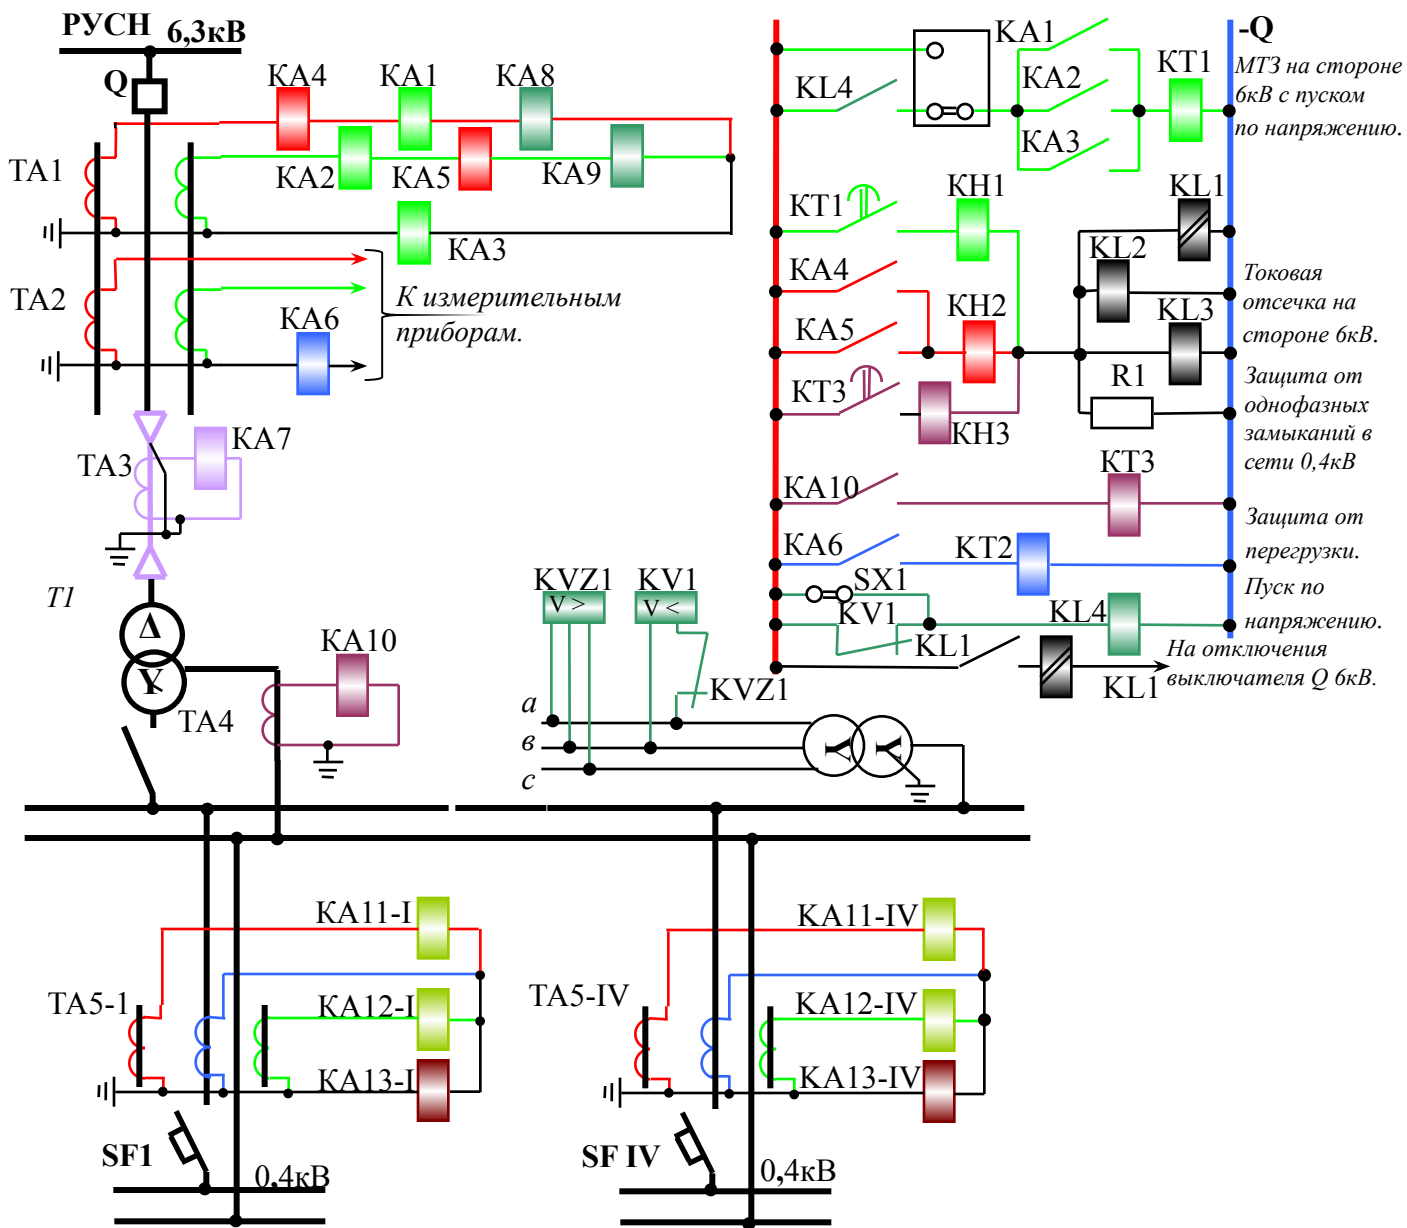 РУСН 6,3кВ
Q
КА4
КА1
КА8
ТА1
КА2
КА5
КА9
КА3
ТА2
КА6
К измерительным
приборам.
КА7
ТА3
Т1
Δ
Y
КА10
ТА4
KVZ1
KV1
V >
V <
KVZ1
а
в
с
Y
Y
КА11-I
ТА5-1
КА12-I
КА13-I
SF1
0,4кВ
КА11-IV
ТА5-IV
КА12-IV
КА13-IV
SF IV
0,4кВ
КА1
-Q
KL4
КА2
КТ1
КА3
МТЗ на стороне
6кВ с пуском
по напряжению.
КТ1
КН1
KL1
КА4
KL2
КА5
КН2
KL3
Токовая
отсечка на
стороне 6кВ.
КТ3
КН3
R1
Защита от
однофазных
замыканий в
сети 0,4кВ
КА10
КТ3
КА6
КТ2
Защита от
перегрузки.
SX1
KV1
KL4
Пуск по
напряжению.
KL1
KL1
На отключения
выключателя Q 6кВ.